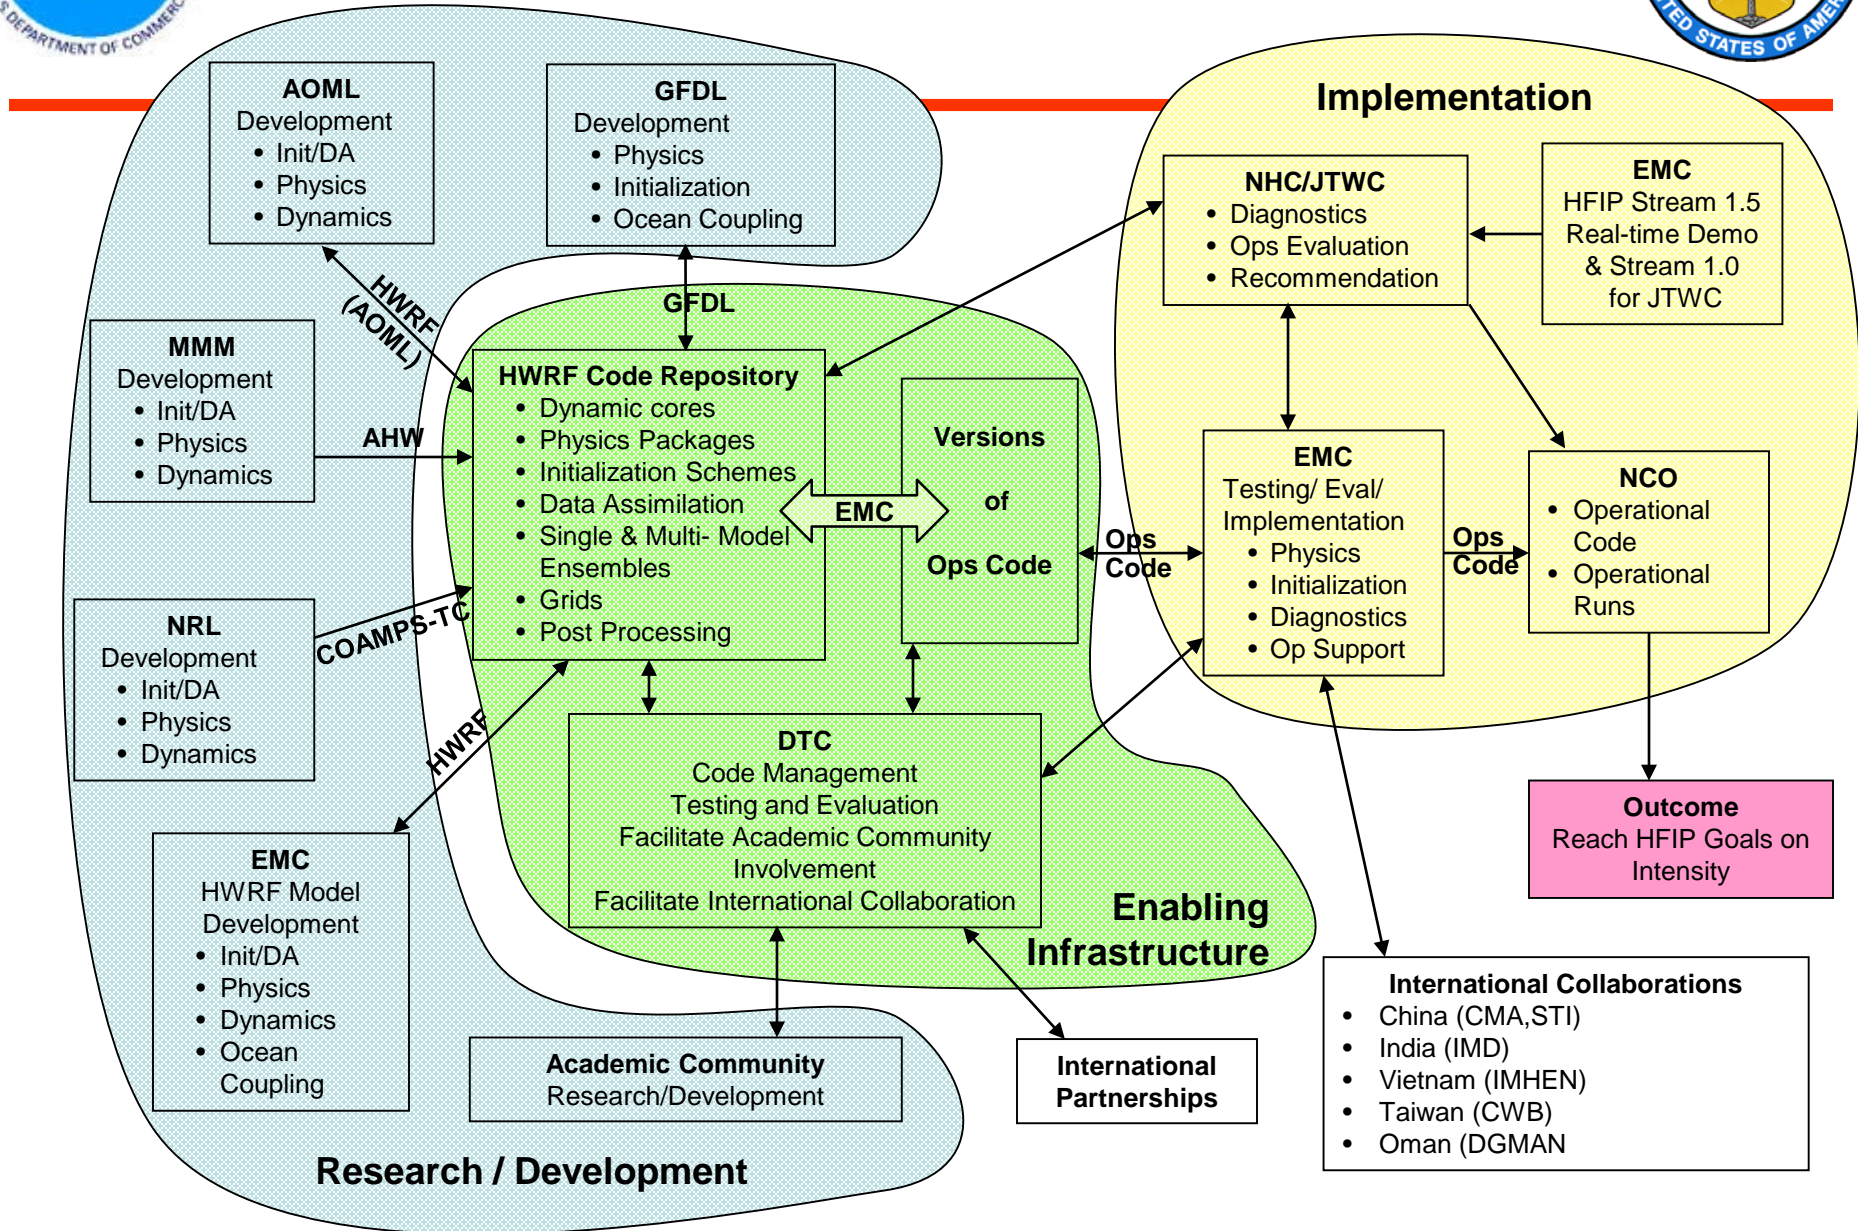 S DEPARTMENT OF COMMERC
ITED STATES OF AMER
AOML
Development
• Init/DA
• Physics
• Dynamics
GFDL
Development
• Physics
• Initialization
• Ocean Coupling
Implementation
NHC/JTWC
• Diagnostics
• Ops Evaluation
• Recommendation
EMC
HFIP Stream 1.5
Real-time Demo
& Stream 1.0
for JTWC
HWRF
(AOML)
GFDL
MMM
Development
• Init/DA
• Physics
• Dynamics
AHW
HWRF Code Repository
• Dynamic cores
• Physics Packages
• Initialization Schemes
• Data Assimilation
• Single & Multi- Model
Ensembles
• Grids
• Post Processing
EMC
Versions
of
Ops Code
Ops
Code
EMC
Testing/ Eval/
Implementation
• Physics
• Initialization
• Diagnostics
• Op Support
Ops
Code
NCO
• Operational
Code
• Operational
Runs
NRL
Development
• Init/DA
• Physics
• Dynamics
COAMPS-TC
HWRF
DTC
Code Management
Testing and Evaluation
Facilitate Academic Community
Involvement
Facilitate International Collaboration
Enabling
Infrastructure
Outcome
Reach HFIP Goals on
Intensity
EMC
HWRF Model
Development
• Init/DA
• Physics
• Dynamics
• Ocean
Coupling
Academic Community
Research/Development
International
Partnerships
International Collaborations
• China (CMA,STI)
• India (IMD)
• Vietnam (IMHEN)
• Taiwan (CWB)
• Oman (DGMAN
Research / Development